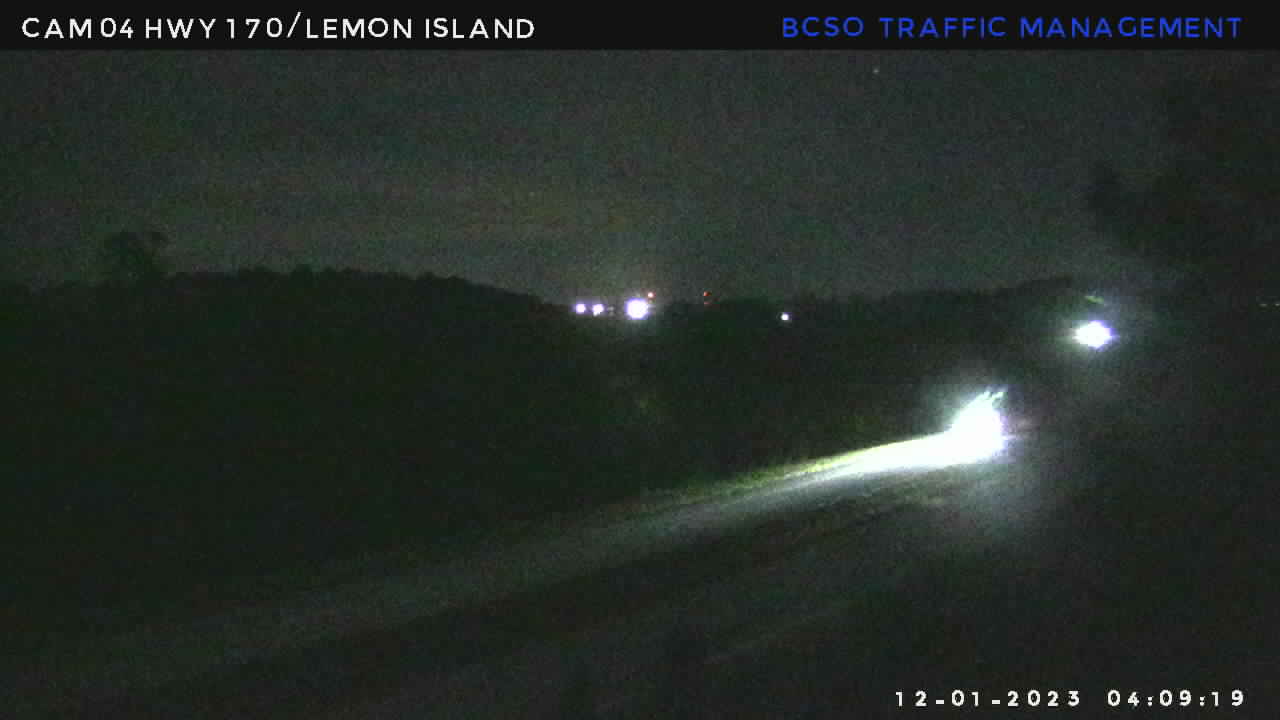 CAM04 HWY 170/LEMON ISLAND
BCSO TRAFFIC MANAGEMENT
12-01-2023 04:09:19